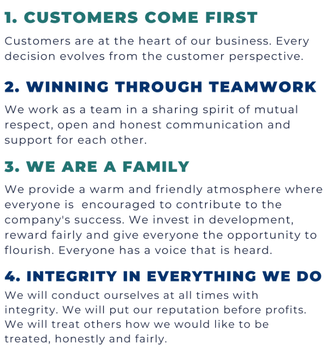 1. CUSTOMERS COME FIRST
Customers are at the heart of our business. Every
decision evolves from the customer perspective.
2. WINNING THROUGH TEAMWORK
We work as a team in a sharing spirit of mutual
respect, open and honest communication and
support for each other.
3. WE ARE A FAMILY
We provide a warm and friendly atmosphere where
everyone is encouraged to contribute to the
company's success. We invest in development,
reward fairly and give everyone the opportunity to
flourish. Everyone has a voice that is heard.
4. INTEGRITY IN EVERYTHING WE DO
We will conduct ourselves at all times with
integrity. We will put our reputation before profits.
We will treat others how we would like to be
treated, honestly and fairly.